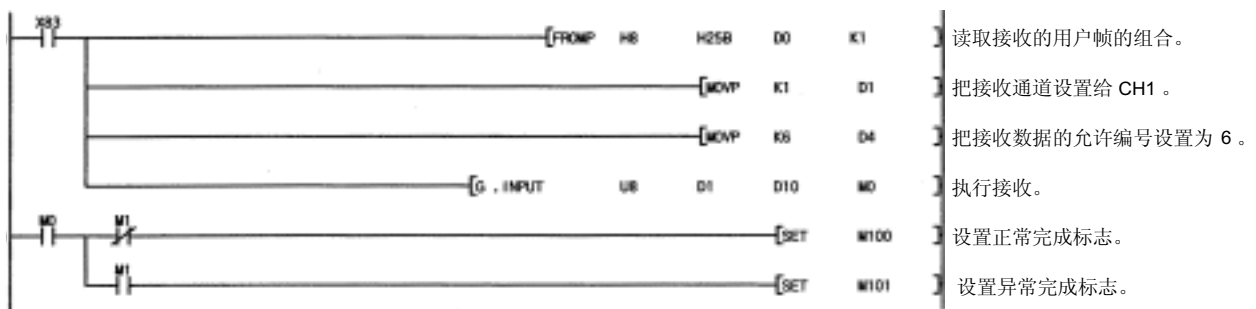 X83
[FROMP H8 H25B D0 K1 ] 读取接收的用户帧的组合。
[MOVP K1 D1 ] 把接收通道设置给 CH1 。
[MOVP K6 D4 ] 把接收数据的允许编号设置为 6 。
[G . INPUT U8 D1 D10 M0 ] 执行接收。
M0 M1
[SET M100 ] 设置正常完成标志。
M1
[SET M101 ] 设置异常完成标志。